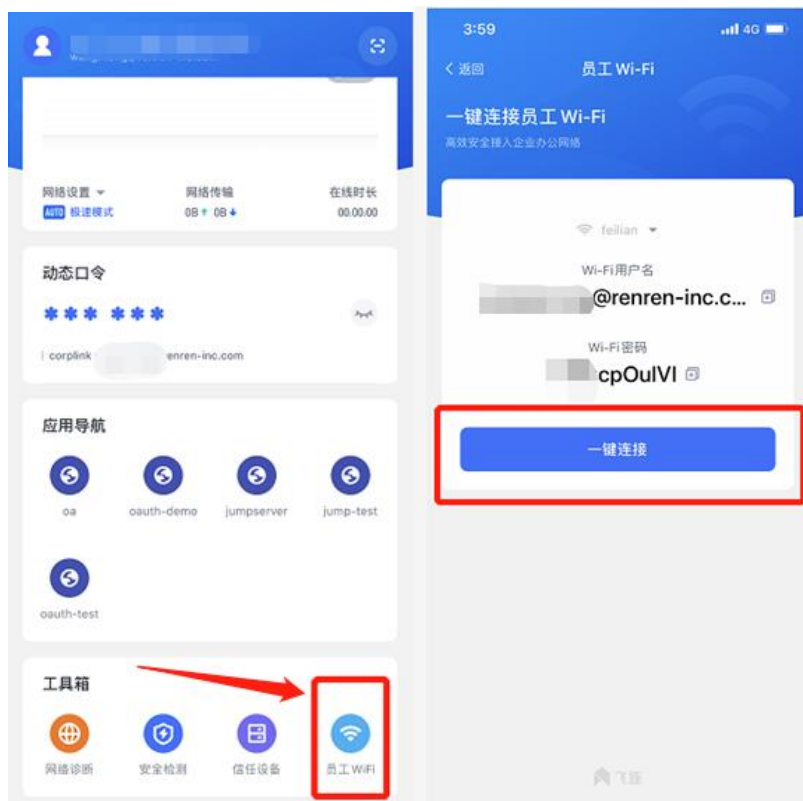 网络设置
网络传输
在线时长
AUTO 极速模式
0B ↑ 0B ↓
00:00:00
动态口令
*** ***
corplink
enren-inc.com
应用导航
oa
oauth-demo
jumpserver
jump-test
oauth-test
工具箱
网络诊断
安全检测
信任设备
员工WiFi
3:59
4G
返回
员工 Wi-Fi
一键连接员工 Wi-Fi
高效安全接入企业办公网络
feilian
Wi-Fi用户名
@renren-inc.c...
Wi-Fi密码
cpOulVI
一键连接
飞连